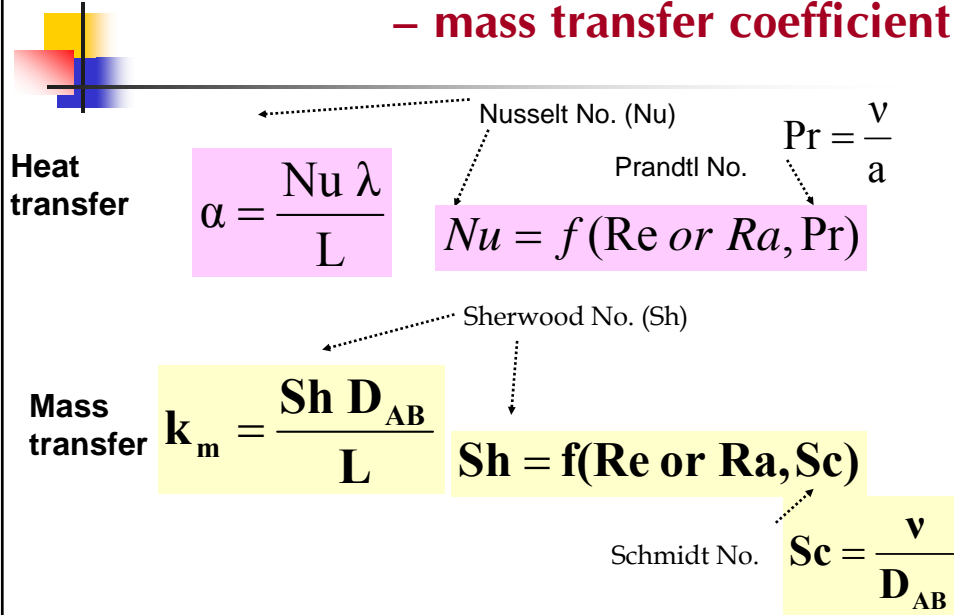 – mass transfer coefficient
Nusselt No. (Nu)
Prandtl No.
Pr = ν / a
Heat
transfer
α = Nu λ / L
Nu = f (Re or Ra, Pr)
Sherwood No. (Sh)
Mass
transfer
k_m = Sh D_AB / L
Sh = f(Re or Ra, Sc)
Schmidt No.
Sc = ν / D_AB